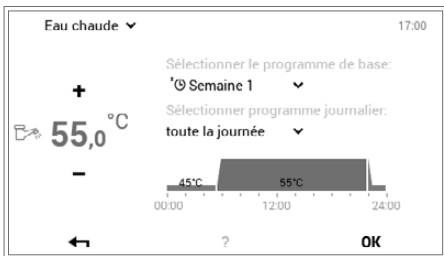 Eau chaude
17:00
Sélectionner le programme de base:
Semaine 1
+
55,0°C
Sélectionner programme journalier:
toute la journée
−
45°C 55°C
00:00 12:00 24:00
? OK